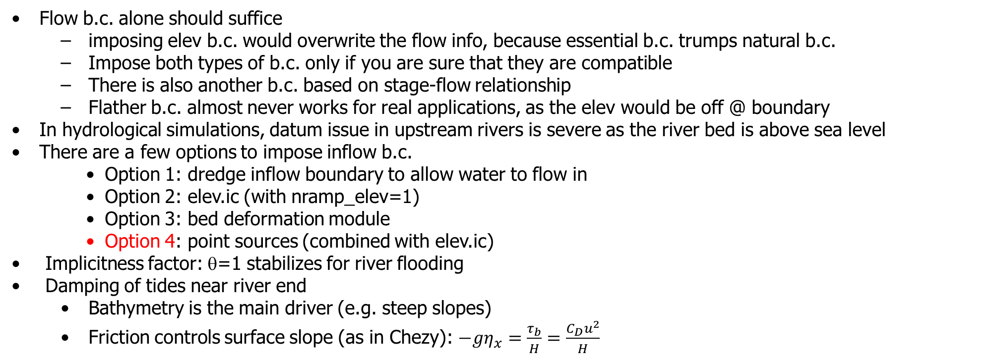 • Flow b.c. alone should suffice
– imposing elev b.c. would overwrite the flow info, because essential b.c. trumps natural b.c.
– Impose both types of b.c. only if you are sure that they are compatible
– There is also another b.c. based on stage-flow relationship
– Flather b.c. almost never works for real applications, as the elev would be off @ boundary
• In hydrological simulations, datum issue in upstream rivers is severe as the river bed is above sea level
• There are a few options to impose inflow b.c.
• Option 1: dredge inflow boundary to allow water to flow in
• Option 2: elev.ic (with nramp_elev=1)
• Option 3: bed deformation module
• Option 4: point sources (combined with elev.ic)
• Implicitness factor: θ=1 stabilizes for river flooding
• Damping of tides near river end
• Bathymetry is the main driver (e.g. steep slopes)
• Friction controls surface slope (as in Chezy): −gη_x = τ_b/H = C_D u²/H